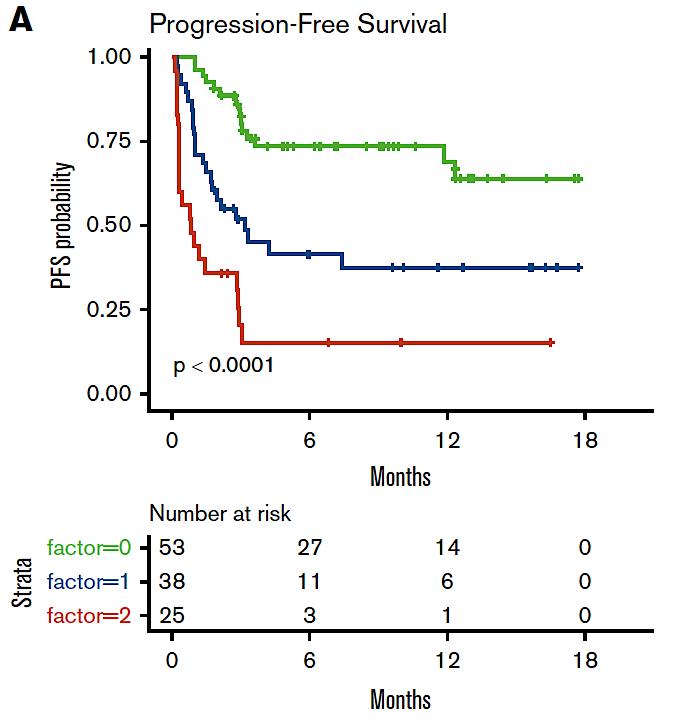 A
Progression-Free Survival
PFS probability
1.00
0.75
0.50
0.25
0.00
p < 0.0001
0 6 12 18
Months
Number at risk
Strata
factor=0 53 27 14 0
factor=1 38 11 6 0
factor=2 25 3 1 0
0 6 12 18
Months